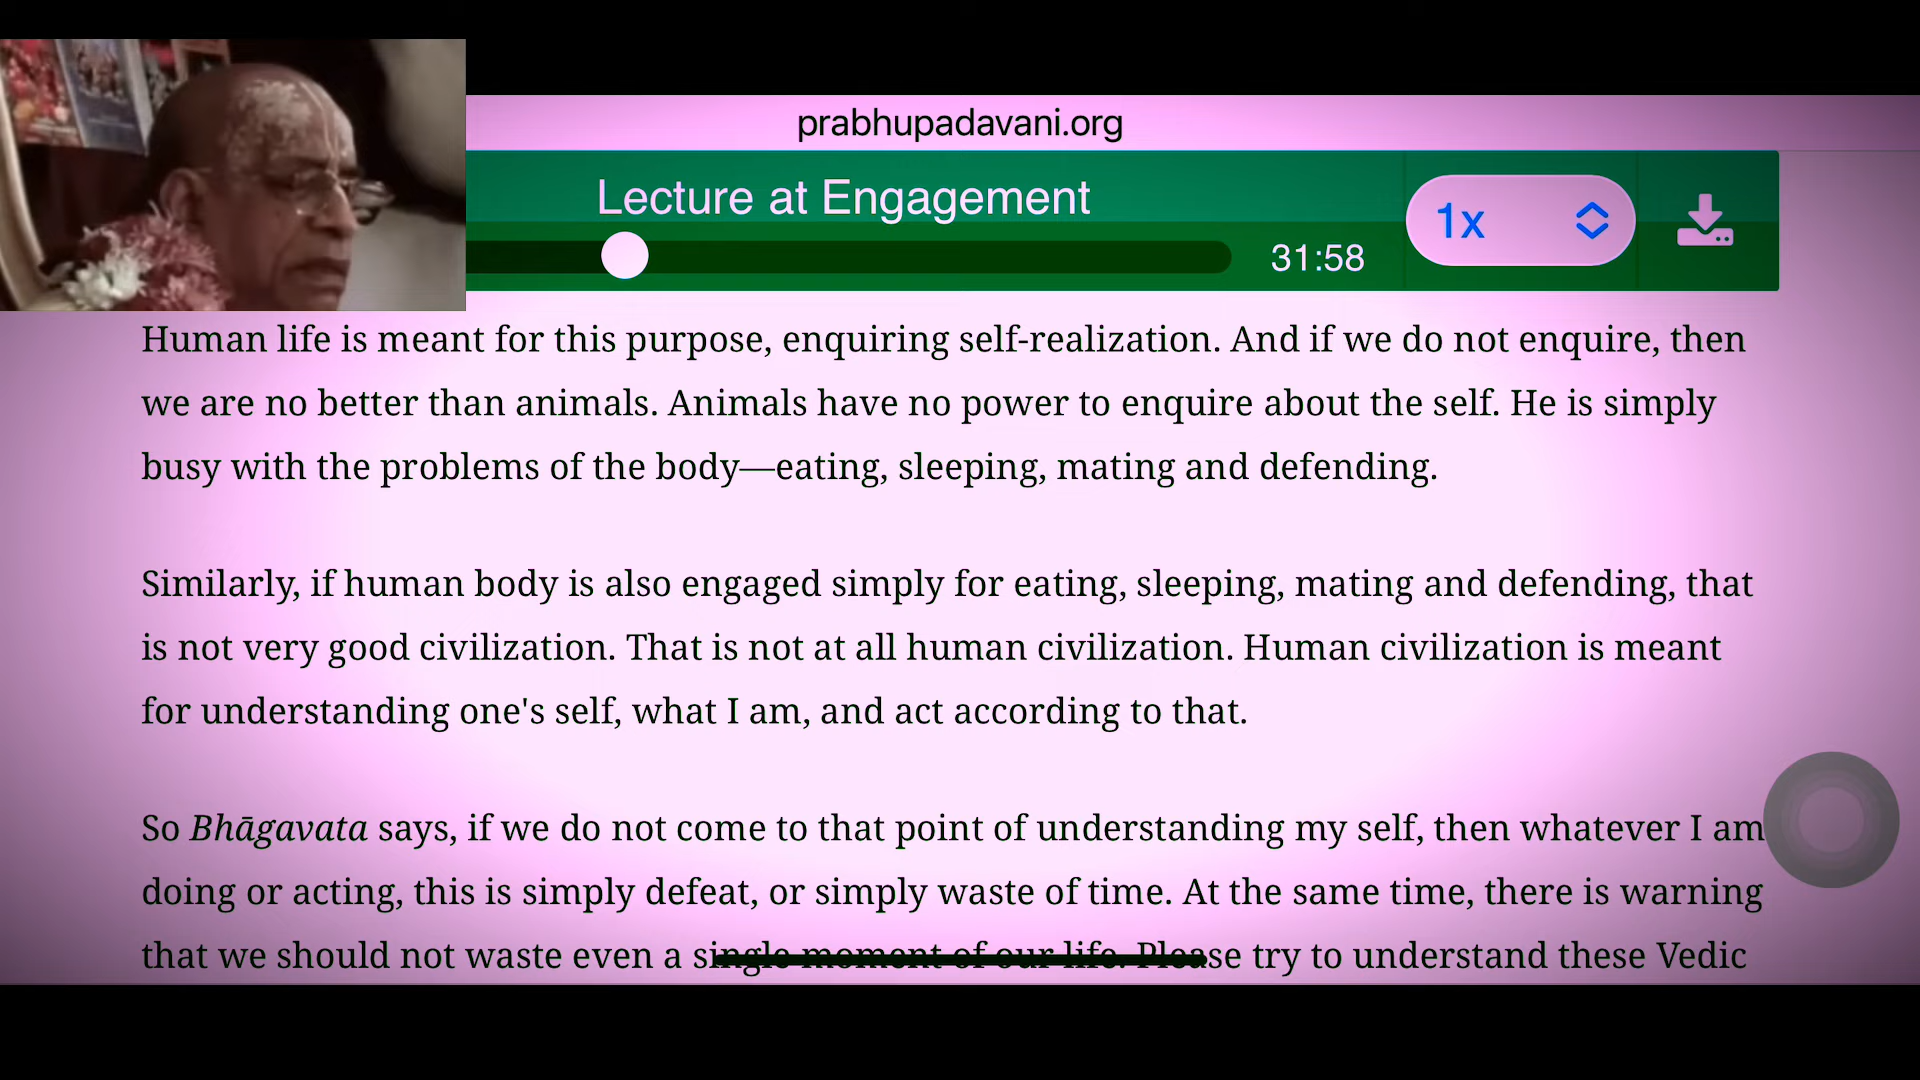 prabhupadavani.org
Lecture at Engagement
1x
31:58
Human life is meant for this purpose, enquiring self-realization. And if we do not enquire, then
we are no better than animals. Animals have no power to enquire about the self. He is simply
busy with the problems of the body—eating, sleeping, mating and defending.
Similarly, if human body is also engaged simply for eating, sleeping, mating and defending, that
is not very good civilization. That is not at all human civilization. Human civilization is meant
for understanding one's self, what I am, and act according to that.
So Bhāgavata says, if we do not come to that point of understanding my self, then whatever I am
doing or acting, this is simply defeat, or simply waste of time. At the same time, there is warning
that we should not waste even a single moment of our life. Please try to understand these Vedic